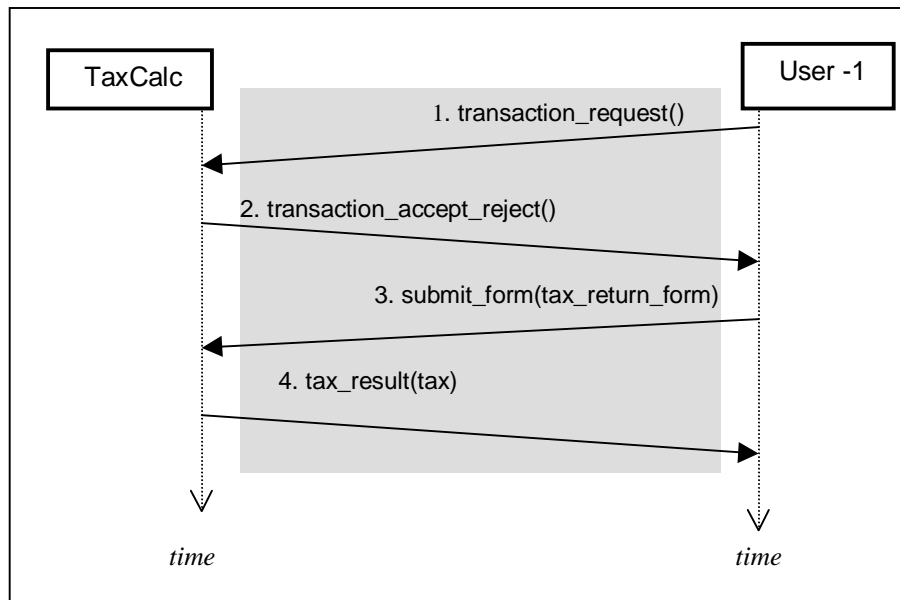 TaxCalc
User -1
1. transaction_request()
2. transaction_accept_reject()
3. submit_form(tax_return_form)
4. tax_result(tax)
time
time